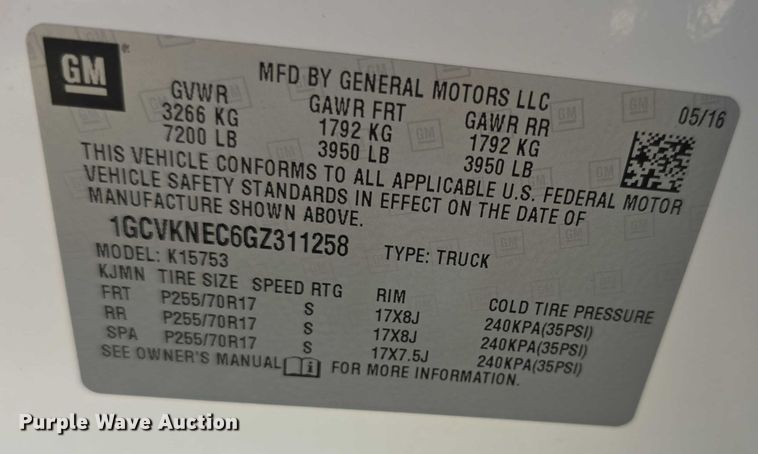 GM
MFD BY GENERAL MOTORS LLC
05/16
GVWR GAWR FRT GAWR RR
3266 KG 1792 KG 1792 KG
7200 LB 3950 LB 3950 LB
THIS VEHICLE CONFORMS TO ALL APPLICABLE U.S. FEDERAL MOTOR
VEHICLE SAFETY STANDARDS IN EFFECT ON THE DATE OF
MANUFACTURE SHOWN ABOVE.
1GCVKNEC6GZ311258 TYPE: TRUCK
MODEL: K15753
KJMN TIRE SIZE SPEED RTG RIM COLD TIRE PRESSURE
FRT P255/70R17 S 17X8J 240KPA(35PSI)
RR P255/70R17 S 17X8J 240KPA(35PSI)
SPA P255/70R17 S 17X7.5J 240KPA(35PSI)
SEE OWNER'S MANUAL i FOR MORE INFORMATION.
Purple Wave Auction